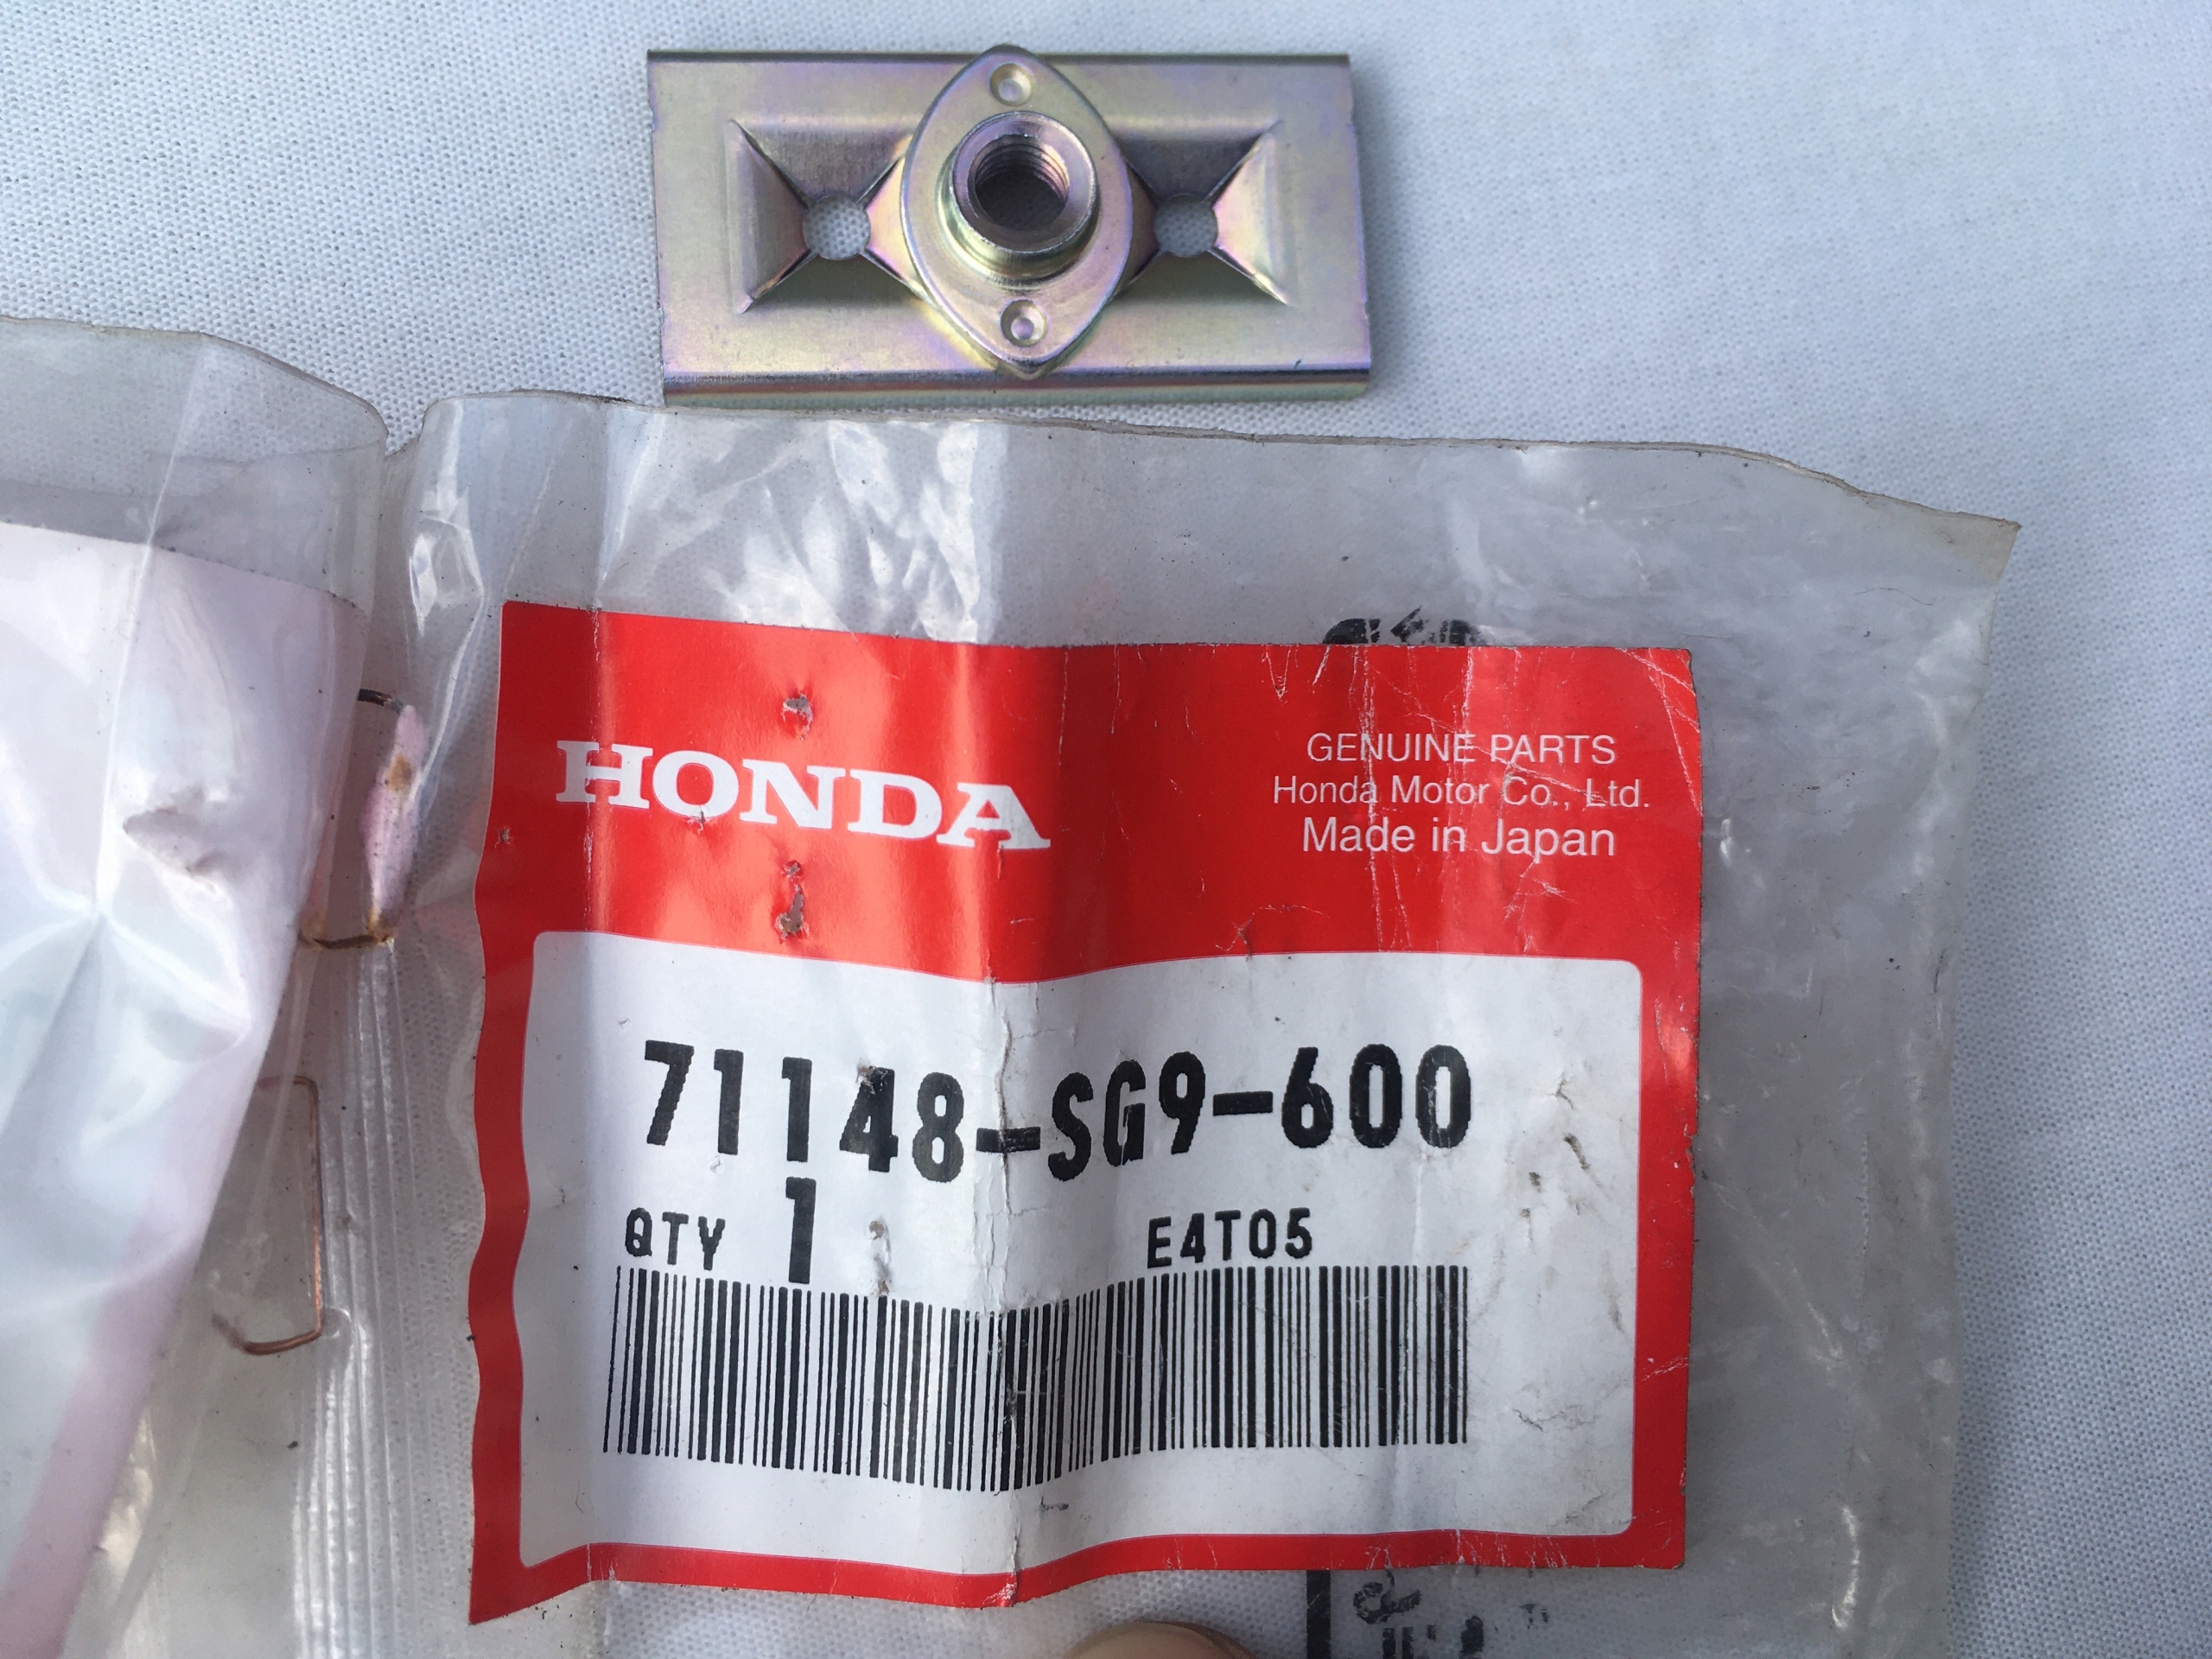 HONDA
GENUINE PARTS
Honda Motor Co., Ltd.
Made in Japan
71148-SG9-600
QTY 1 E4T05